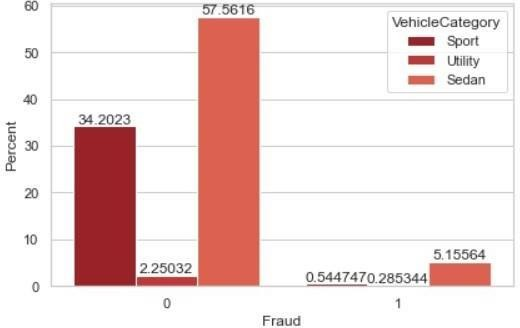 60
50
40
30
20
10
0
Percent
57.5616
34.2023
2.25032
0.544747
0.285344
5.15564
VehicleCategory
Sport
Utility
Sedan
0
1
Fraud